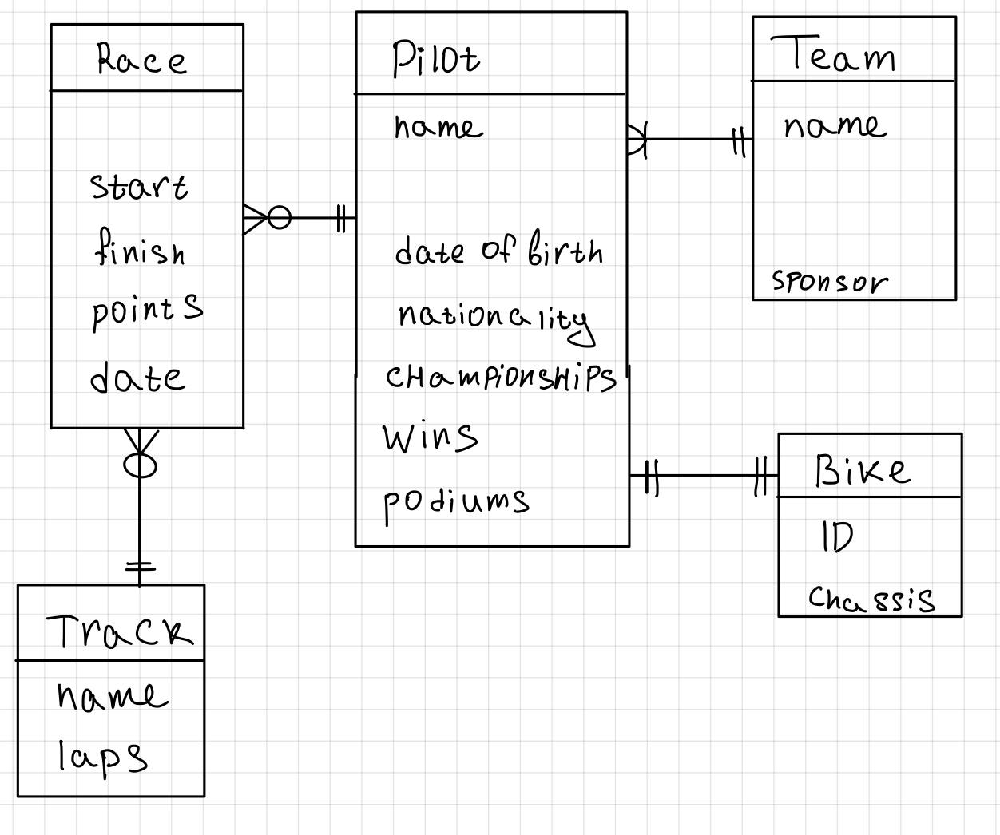 Race
start
finish
points
date
Pilot
name
date of birth
nationality
CHamPionsHiPs
Wins
podiums
Team
name
sponsor
Bike
ID
Chassis
Track
name
laps